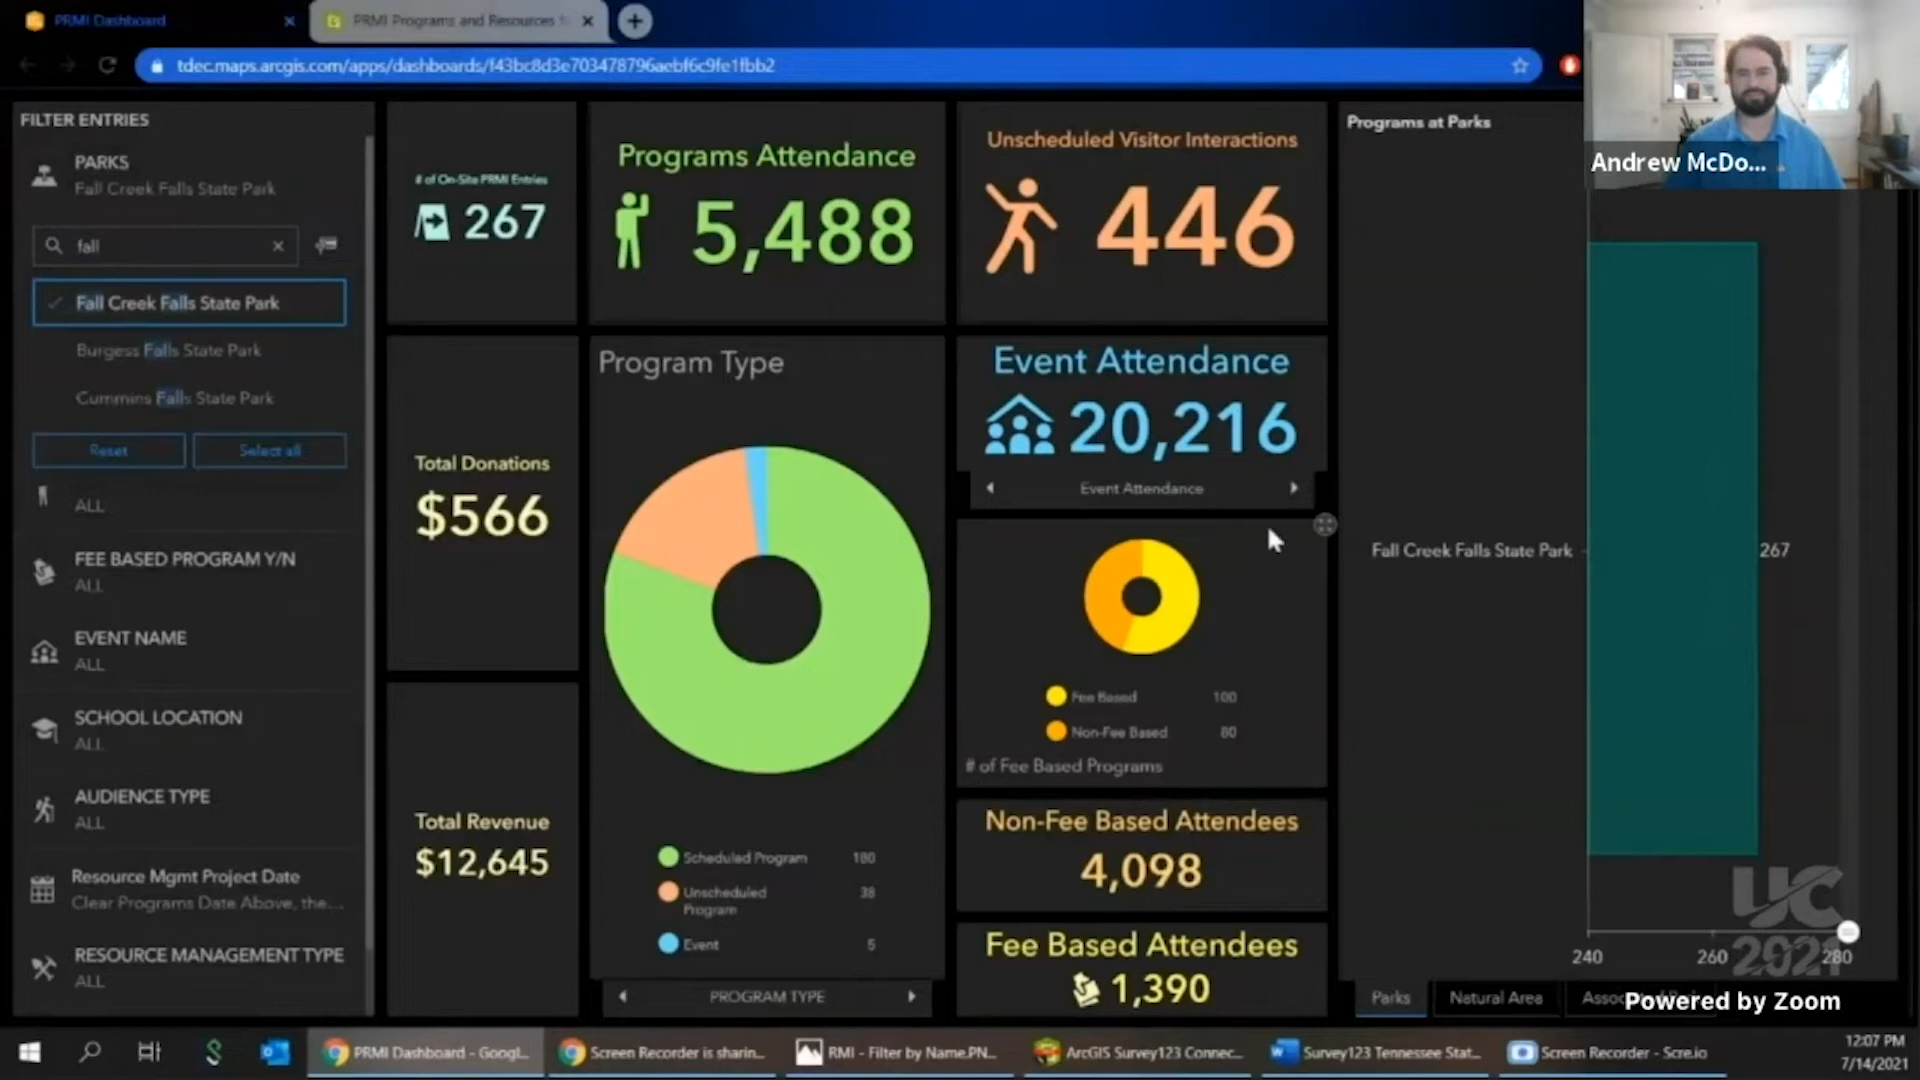 PRMI Dashboard
PRMI Programs and Resources f
tdec.maps.arcgis.com/apps/dashboards/f43bc8d3e703478796aebf6c9fe1fbb2
Andrew McDo...
FILTER ENTRIES
PARKS
Fall Creek Falls State Park
fall
Fall Creek Falls State Park
Burgess Falls State Park
Cummins Falls State Park
Reset
Select all
ALL
FEE BASED PROGRAM Y/N
ALL
EVENT NAME
ALL
SCHOOL LOCATION
ALL
AUDIENCE TYPE
ALL
Resource Mgmt Project Date
Clear Programs Date Above, the...
RESOURCE MANAGEMENT TYPE
ALL
# of On-Site PRMI Entries
267
Total Donations
$566
Total Revenue
$12,645
Programs Attendance
5,488
Program Type
Scheduled Program 180
Unscheduled
Program
38
Event 5
PROGRAM TYPE
Unscheduled Visitor Interactions
446
Event Attendance
20,216
Event Attendance
Fee Based 100
Non-Fee Based 80
# of Fee Based Programs
Non-Fee Based Attendees
4,098
Fee Based Attendees
1,390
Programs at Parks
Fall Creek Falls State Park
267
240 260 280
UC
2021
Parks
Natural Area
Powered by Zoom
PRMI Dashboard - Googl...
Screen Recorder is sharin...
RMI - Filter by Name.PN...
ArcGIS Survey123 Connec...
Survey123 Tennessee Stat...
Screen Recorder - Scre.io
12:07 PM
7/14/2021